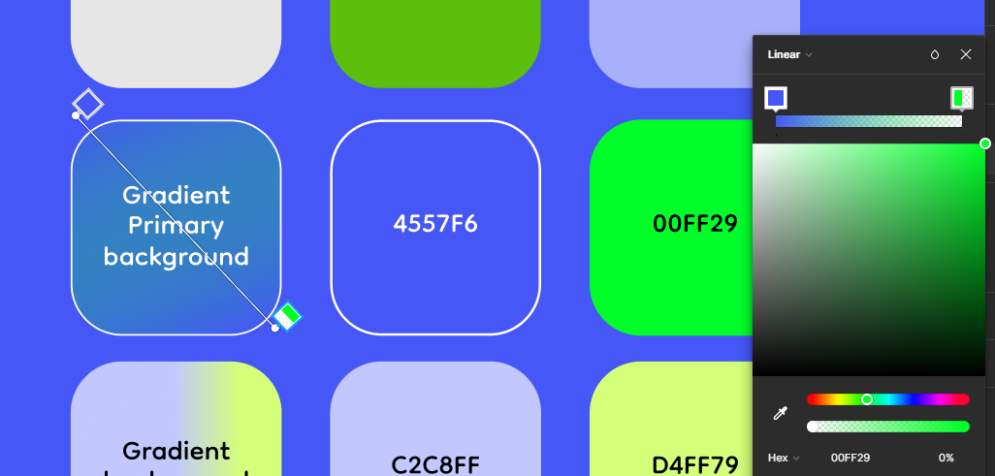 Linear
Gradient
Primary
background
4557F6
00FF29
Gradient
C2C8FF
D4FF79
Hex
00FF29
0%